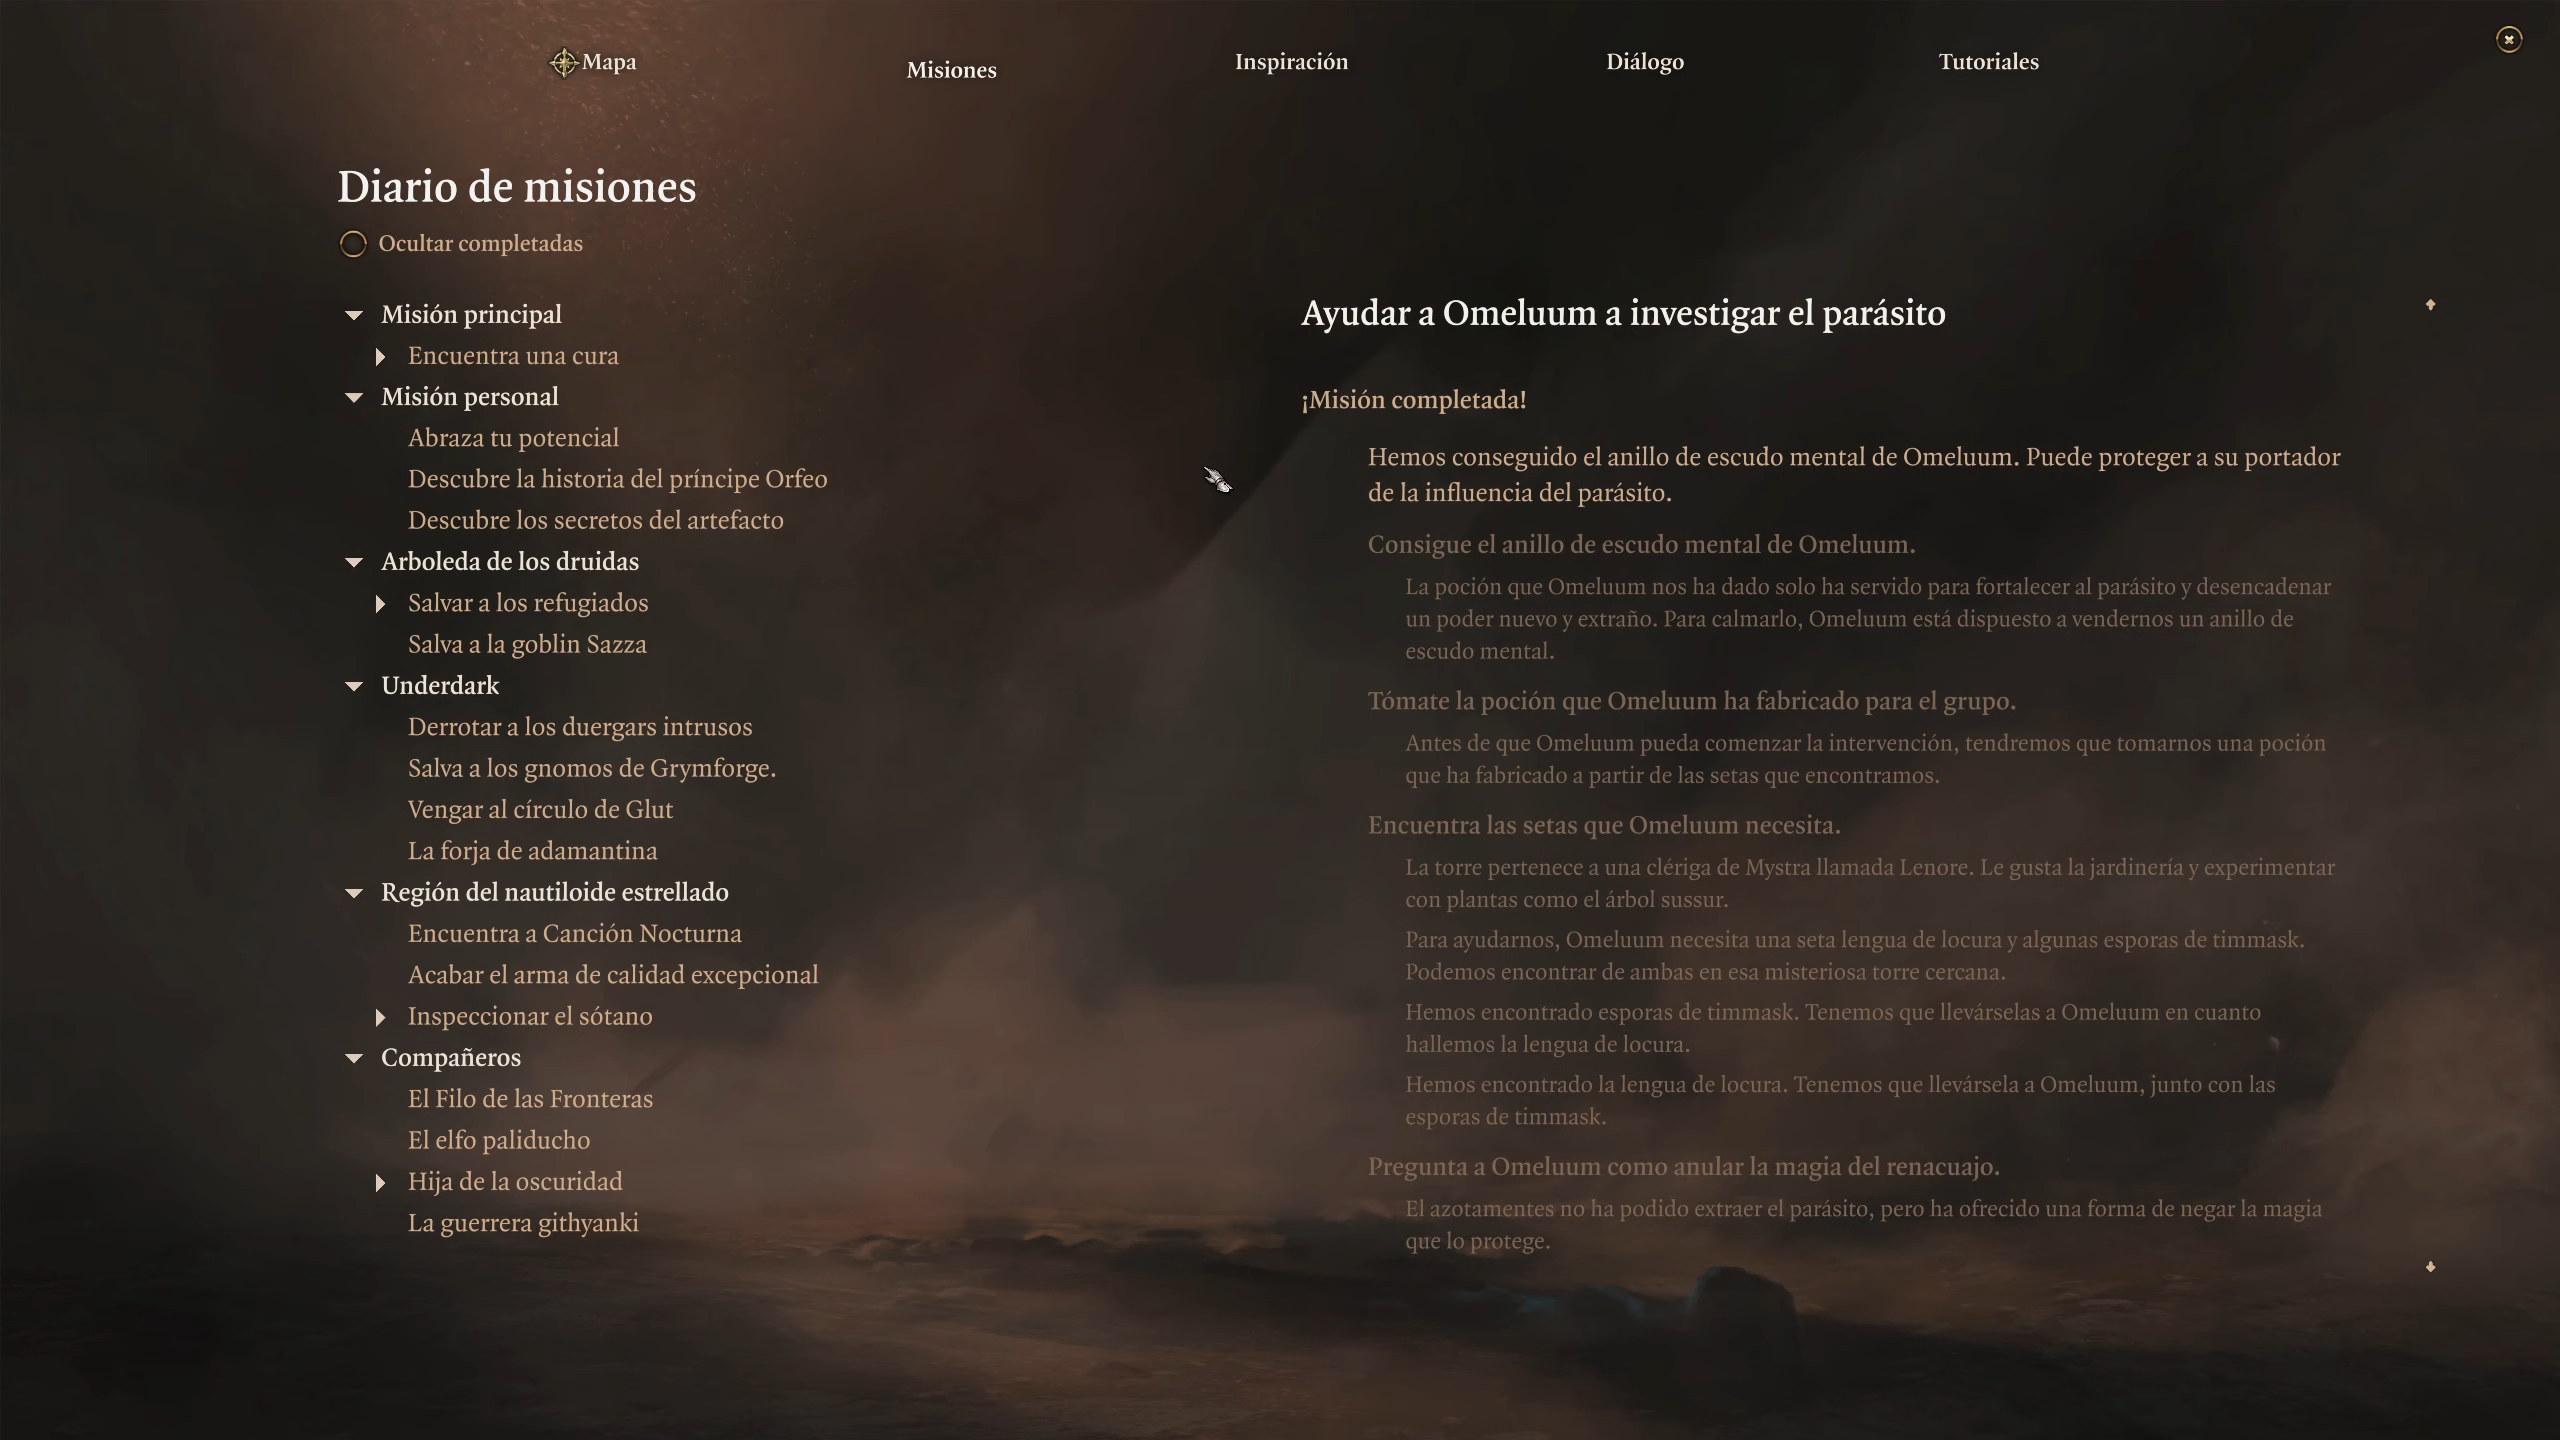 Mapa
Misiones
Inspiración
Diálogo
Tutoriales
Diario de misiones
Ocultar completadas
Misión principal
Encuentra una cura
Misión personal
Abraza tu potencial
Descubre la historia del príncipe Orfeo
Descubre los secretos del artefacto
Arboleda de los druidas
Salvar a los refugiados
Salva a la goblin Sazza
Underdark
Derrotar a los duergars intrusos
Salva a los gnomos de Grymforge.
Vengar al círculo de Glut
La forja de adamantina
Región del nautiloide estrellado
Encuentra a Canción Nocturna
Acabar el arma de calidad excepcional
Inspeccionar el sótano
Compañeros
El Filo de las Fronteras
El elfo paliducho
Hija de la oscuridad
La guerrera githyanki
Ayudar a Omeluum a investigar el parásito
¡Misión completada!
Hemos conseguido el anillo de escudo mental de Omeluum. Puede proteger a su portador
de la influencia del parásito.
Consigue el anillo de escudo mental de Omeluum.
La poción que Omeluum nos ha dado solo ha servido para fortalecer al parásito y desencadenar
un poder nuevo y extraño. Para calmarlo, Omeluum está dispuesto a vendernos un anillo de
escudo mental.
Tómate la poción que Omeluum ha fabricado para el grupo.
Antes de que Omeluum pueda comenzar la intervención, tendremos que tomarnos una poción
que ha fabricado a partir de las setas que encontramos.
Encuentra las setas que Omeluum necesita.
La torre pertenece a una clériga de Mystra llamada Lenore. Le gusta la jardinería y experimentar
con plantas como el árbol sussur.
Para ayudarnos, Omeluum necesita una seta lengua de locura y algunas esporas de timmask.
Podemos encontrar de ambas en esa misteriosa torre cercana.
Hemos encontrado esporas de timmask. Tenemos que llevárselas a Omeluum en cuanto
hallemos la lengua de locura.
Hemos encontrado la lengua de locura. Tenemos que llevársela a Omeluum, junto con las
esporas de timmask.
Pregunta a Omeluum como anular la magia del renacuajo.
El azotamentes no ha podido extraer el parásito, pero ha ofrecido una forma de negar la magia
que lo protege.